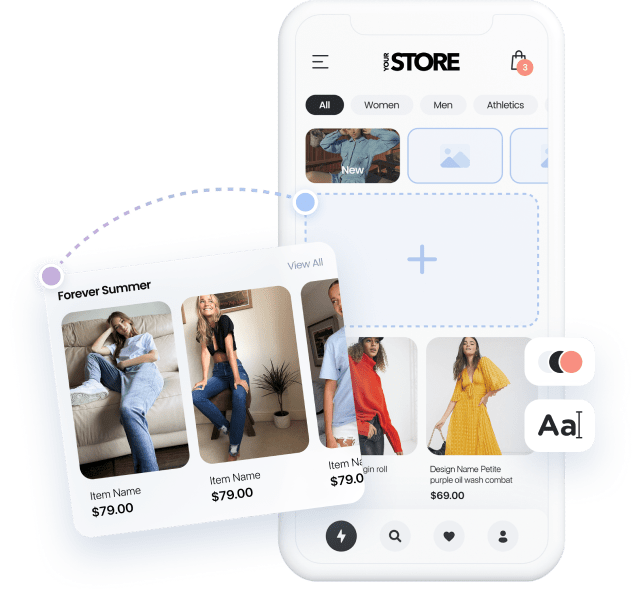 YOUR STORE
3
All Women Men Athletics
New
Forever Summer View All
Item Name
$79.00
Item Name
$79.00
Item Na
$79.0
gin roll
Design Name Petite
purple oil wash combat
$69.00
Aa